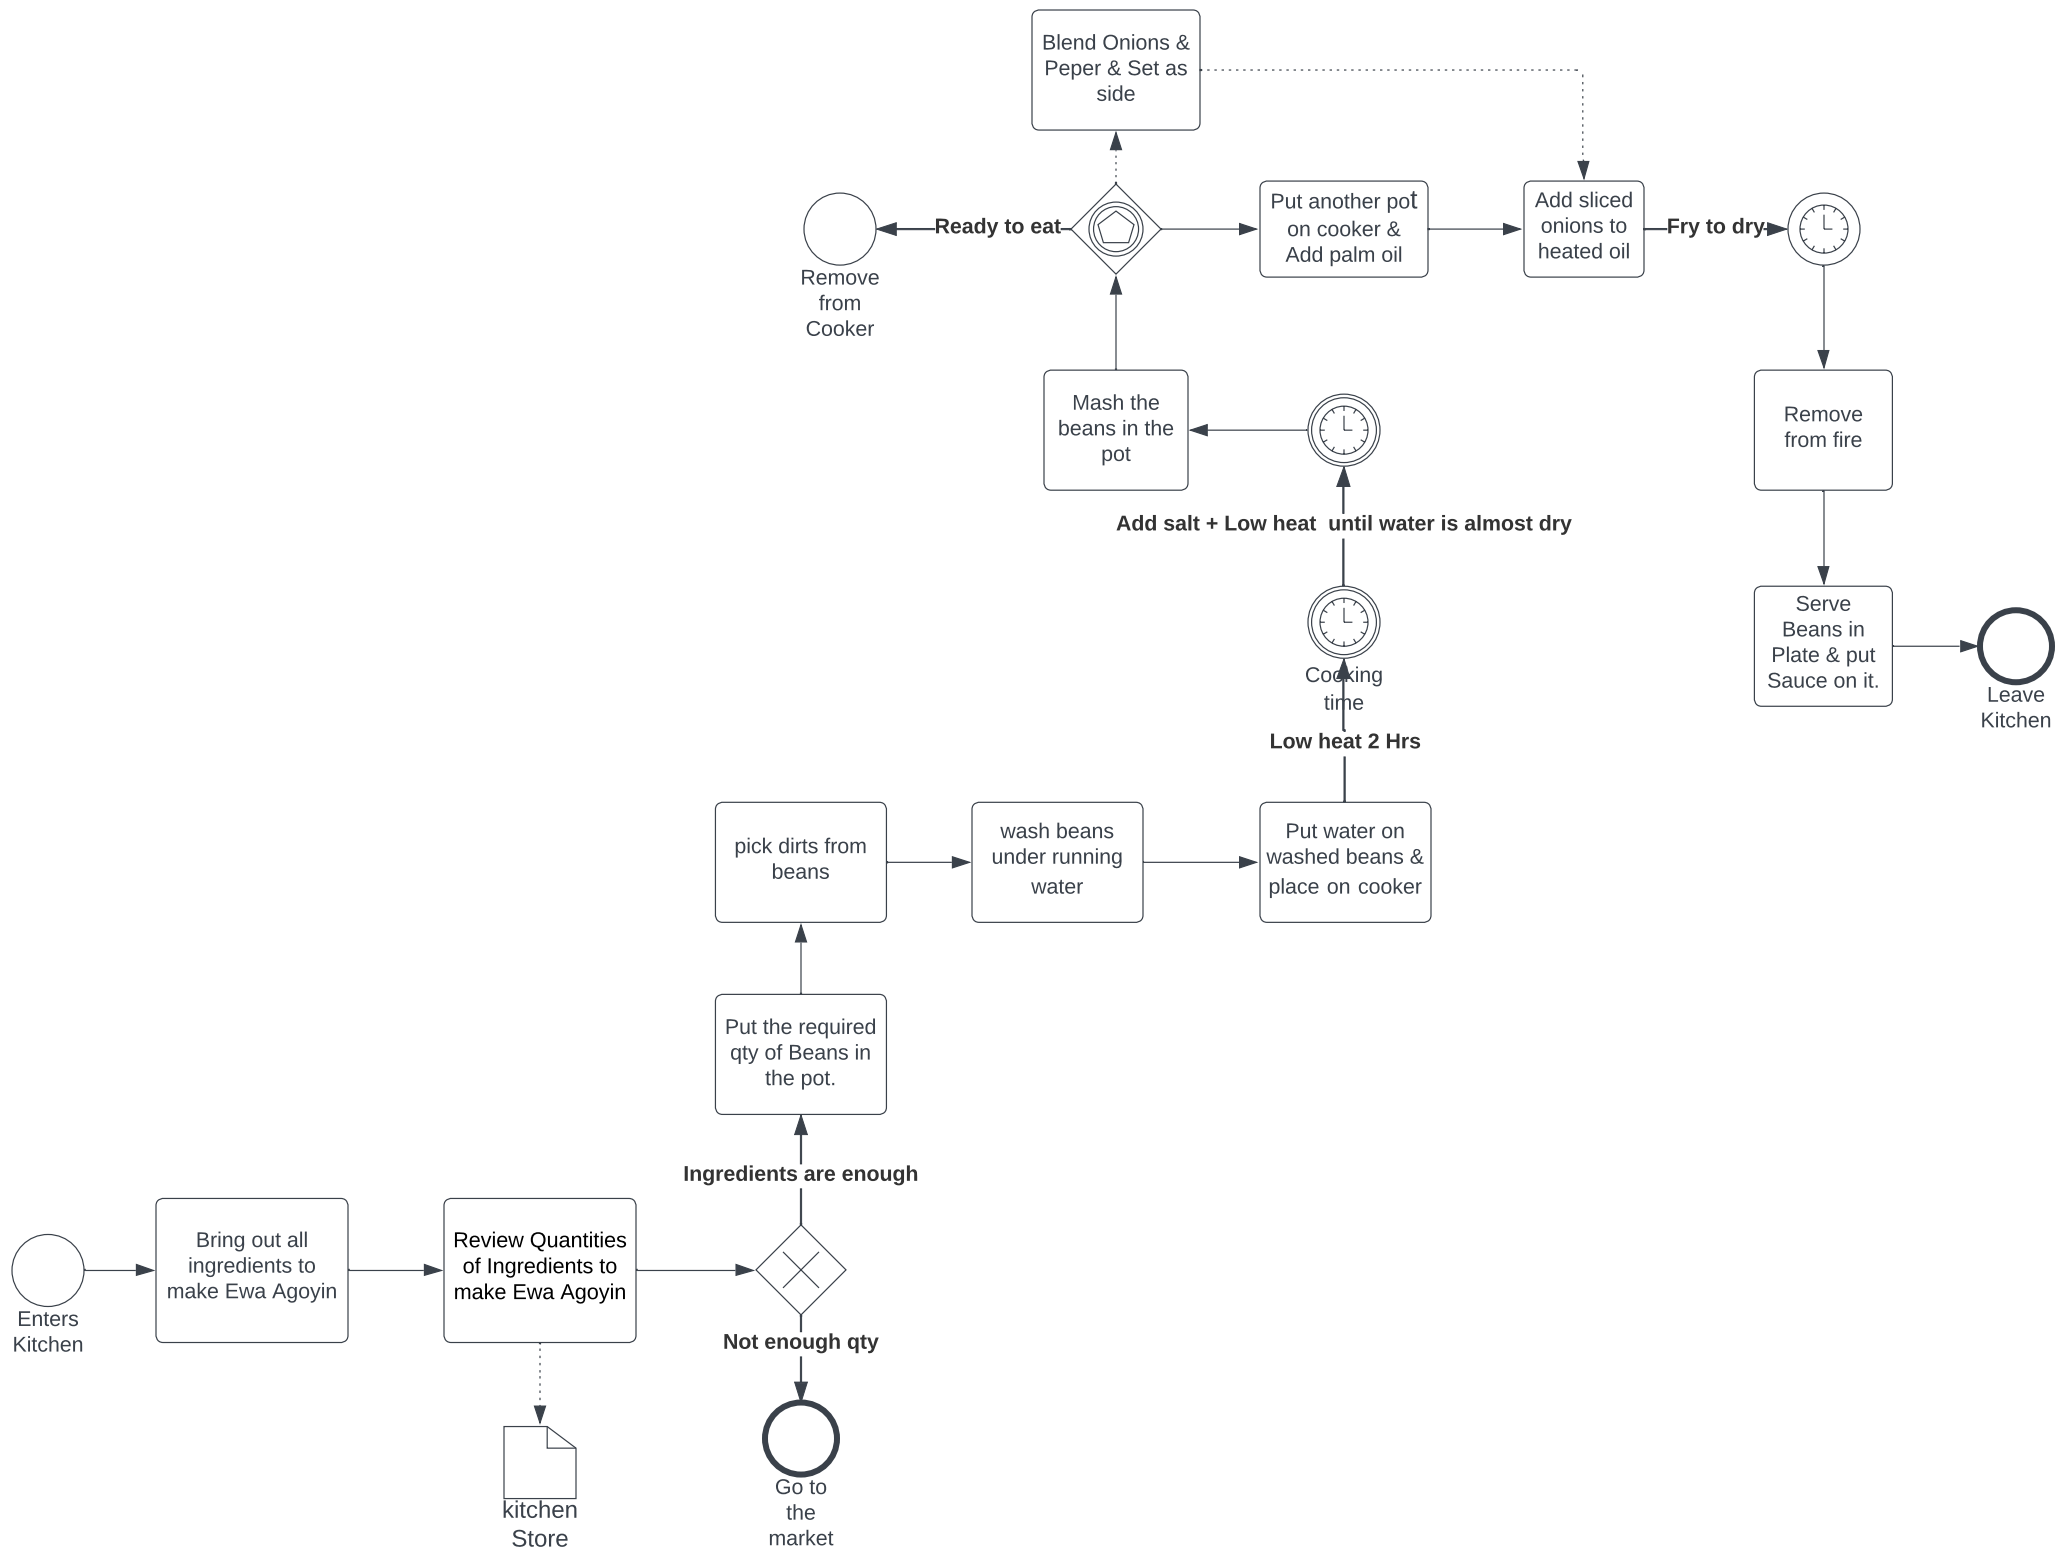 Blend Onions &
Peper & Set as
side
Ready to eat
Remove
from
Cooker
Put another pot
on cooker &
Add palm oil
Add sliced
onions to
heated oil
Fry to dry
Mash the
beans in the
pot
Remove
from fire
Add salt + Low heat  until water is almost dry
Cooking
time
Low heat 2 Hrs
Serve
Beans in
Plate & put
Sauce on it.
Leave
Kitchen
pick dirts from
beans
wash beans
under running
water
Put water on
washed beans &
place on cooker
Put the required
qty of Beans in
the pot.
Ingredients are enough
Enters
Kitchen
Bring out all
ingredients to
make Ewa Agoyin
Review Quantities
of Ingredients to
make Ewa Agoyin
Not enough qty
kitchen
Store
Go to
the
market